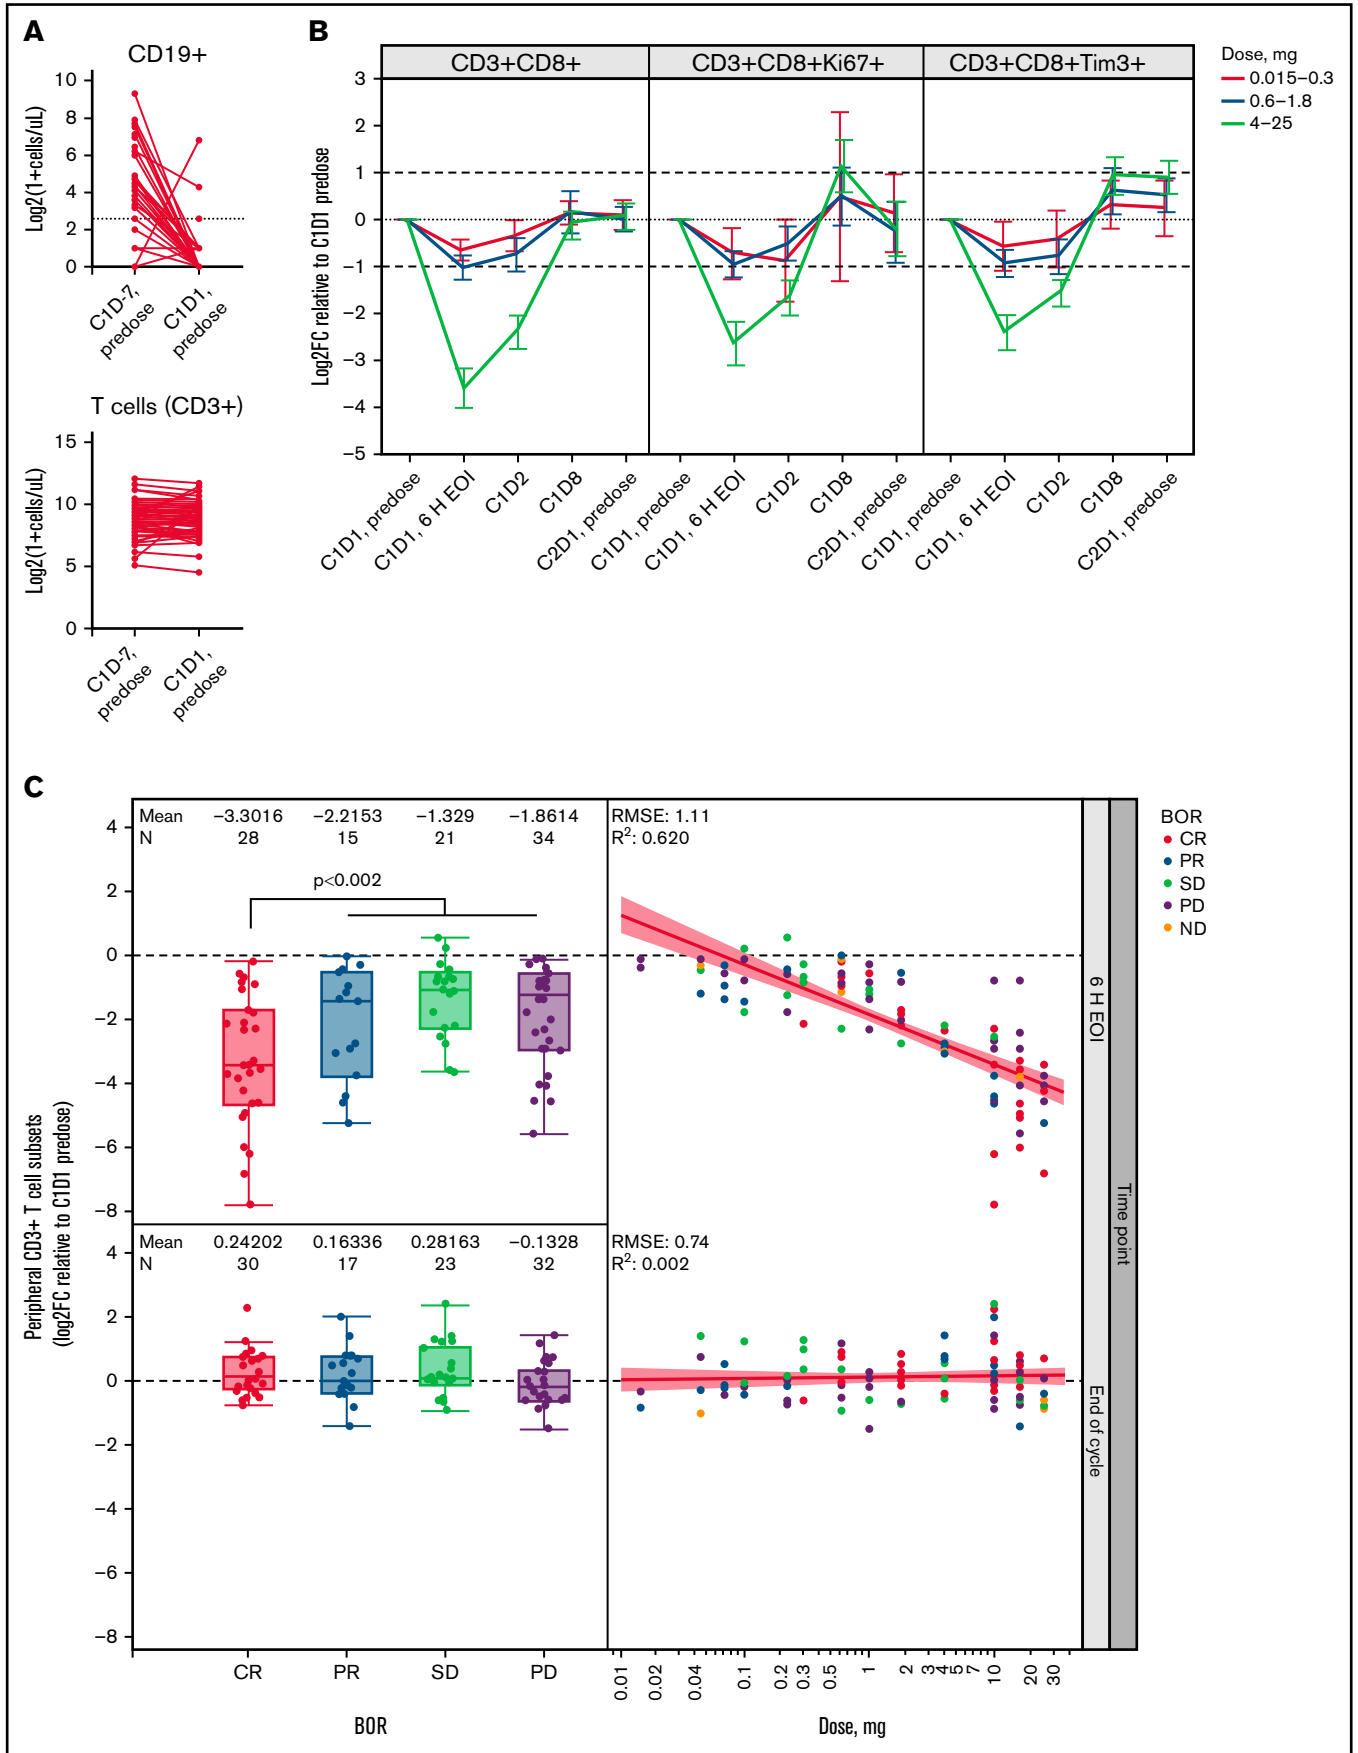 A
CD19+
Log2(1+cells/uL)
10
8
6
4
2
0
C1D-7, predose
C1D1, predose
T cells (CD3+)
Log2(1+cells/uL)
15
10
5
0
C1D-7, predose
C1D1, predose
B
CD3+CD8+
CD3+CD8+Ki67+
CD3+CD8+Tim3+
Log2FC relative to C1D1 predose
3
2
1
0
−1
−2
−3
−4
−5
C1D1, predose
C1D1, 6 H EOI
C1D2
C1D8
C2D1, predose
C1D1, predose
C1D1, 6 H EOI
C1D2
C1D8
C2D1, predose
C1D1, predose
C1D1, 6 H EOI
C1D2
C1D8
C2D1, predose
Dose, mg
0.015–0.3
0.6–1.8
4–25
C
Peripheral CD3+ T cell subsets
(log2FC relative to C1D1 predose)
Mean −3.3016 −2.2153 −1.329 −1.8614
N 28 15 21 34
p<0.002
RMSE: 1.11
R²: 0.620
4
2
0
−2
−4
−6
−8
6 H EOI
Mean 0.24202 0.16336 0.28163 −0.1328
N 30 17 23 32
RMSE: 0.74
R²: 0.002
4
2
0
−2
−4
−6
−8
End of cycle
Time point
CR PR SD PD
BOR
0.01 0.02 0.04 0.1 0.2 0.3 0.5 1 2 3 4 5 7 10 20 30
Dose, mg
BOR
CR
PR
SD
PD
ND